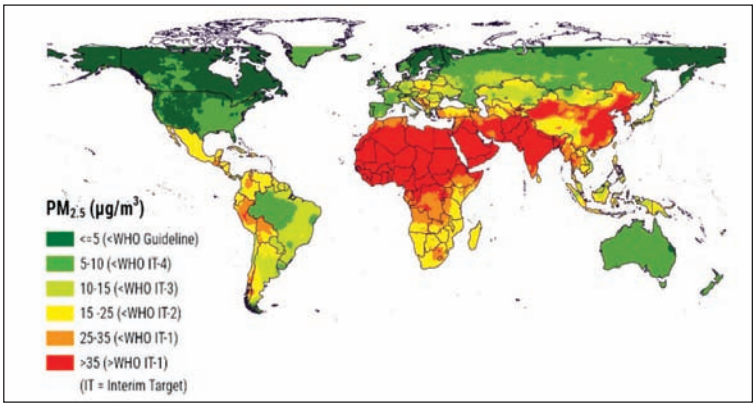 PM2.5 (µg/m3)
<=5 (<WHO Guideline)
5-10 (<WHO IT-4)
10-15 (<WHO IT-3)
15 -25 (<WHO IT-2)
25-35 (<WHO IT-1)
>35 (>WHO IT-1)
(IT = Interim Target)